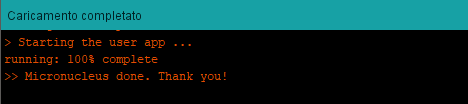 Caricamento completato
> Starting the user app ...
running: 100% complete
>> Micronucleus done. Thank you!